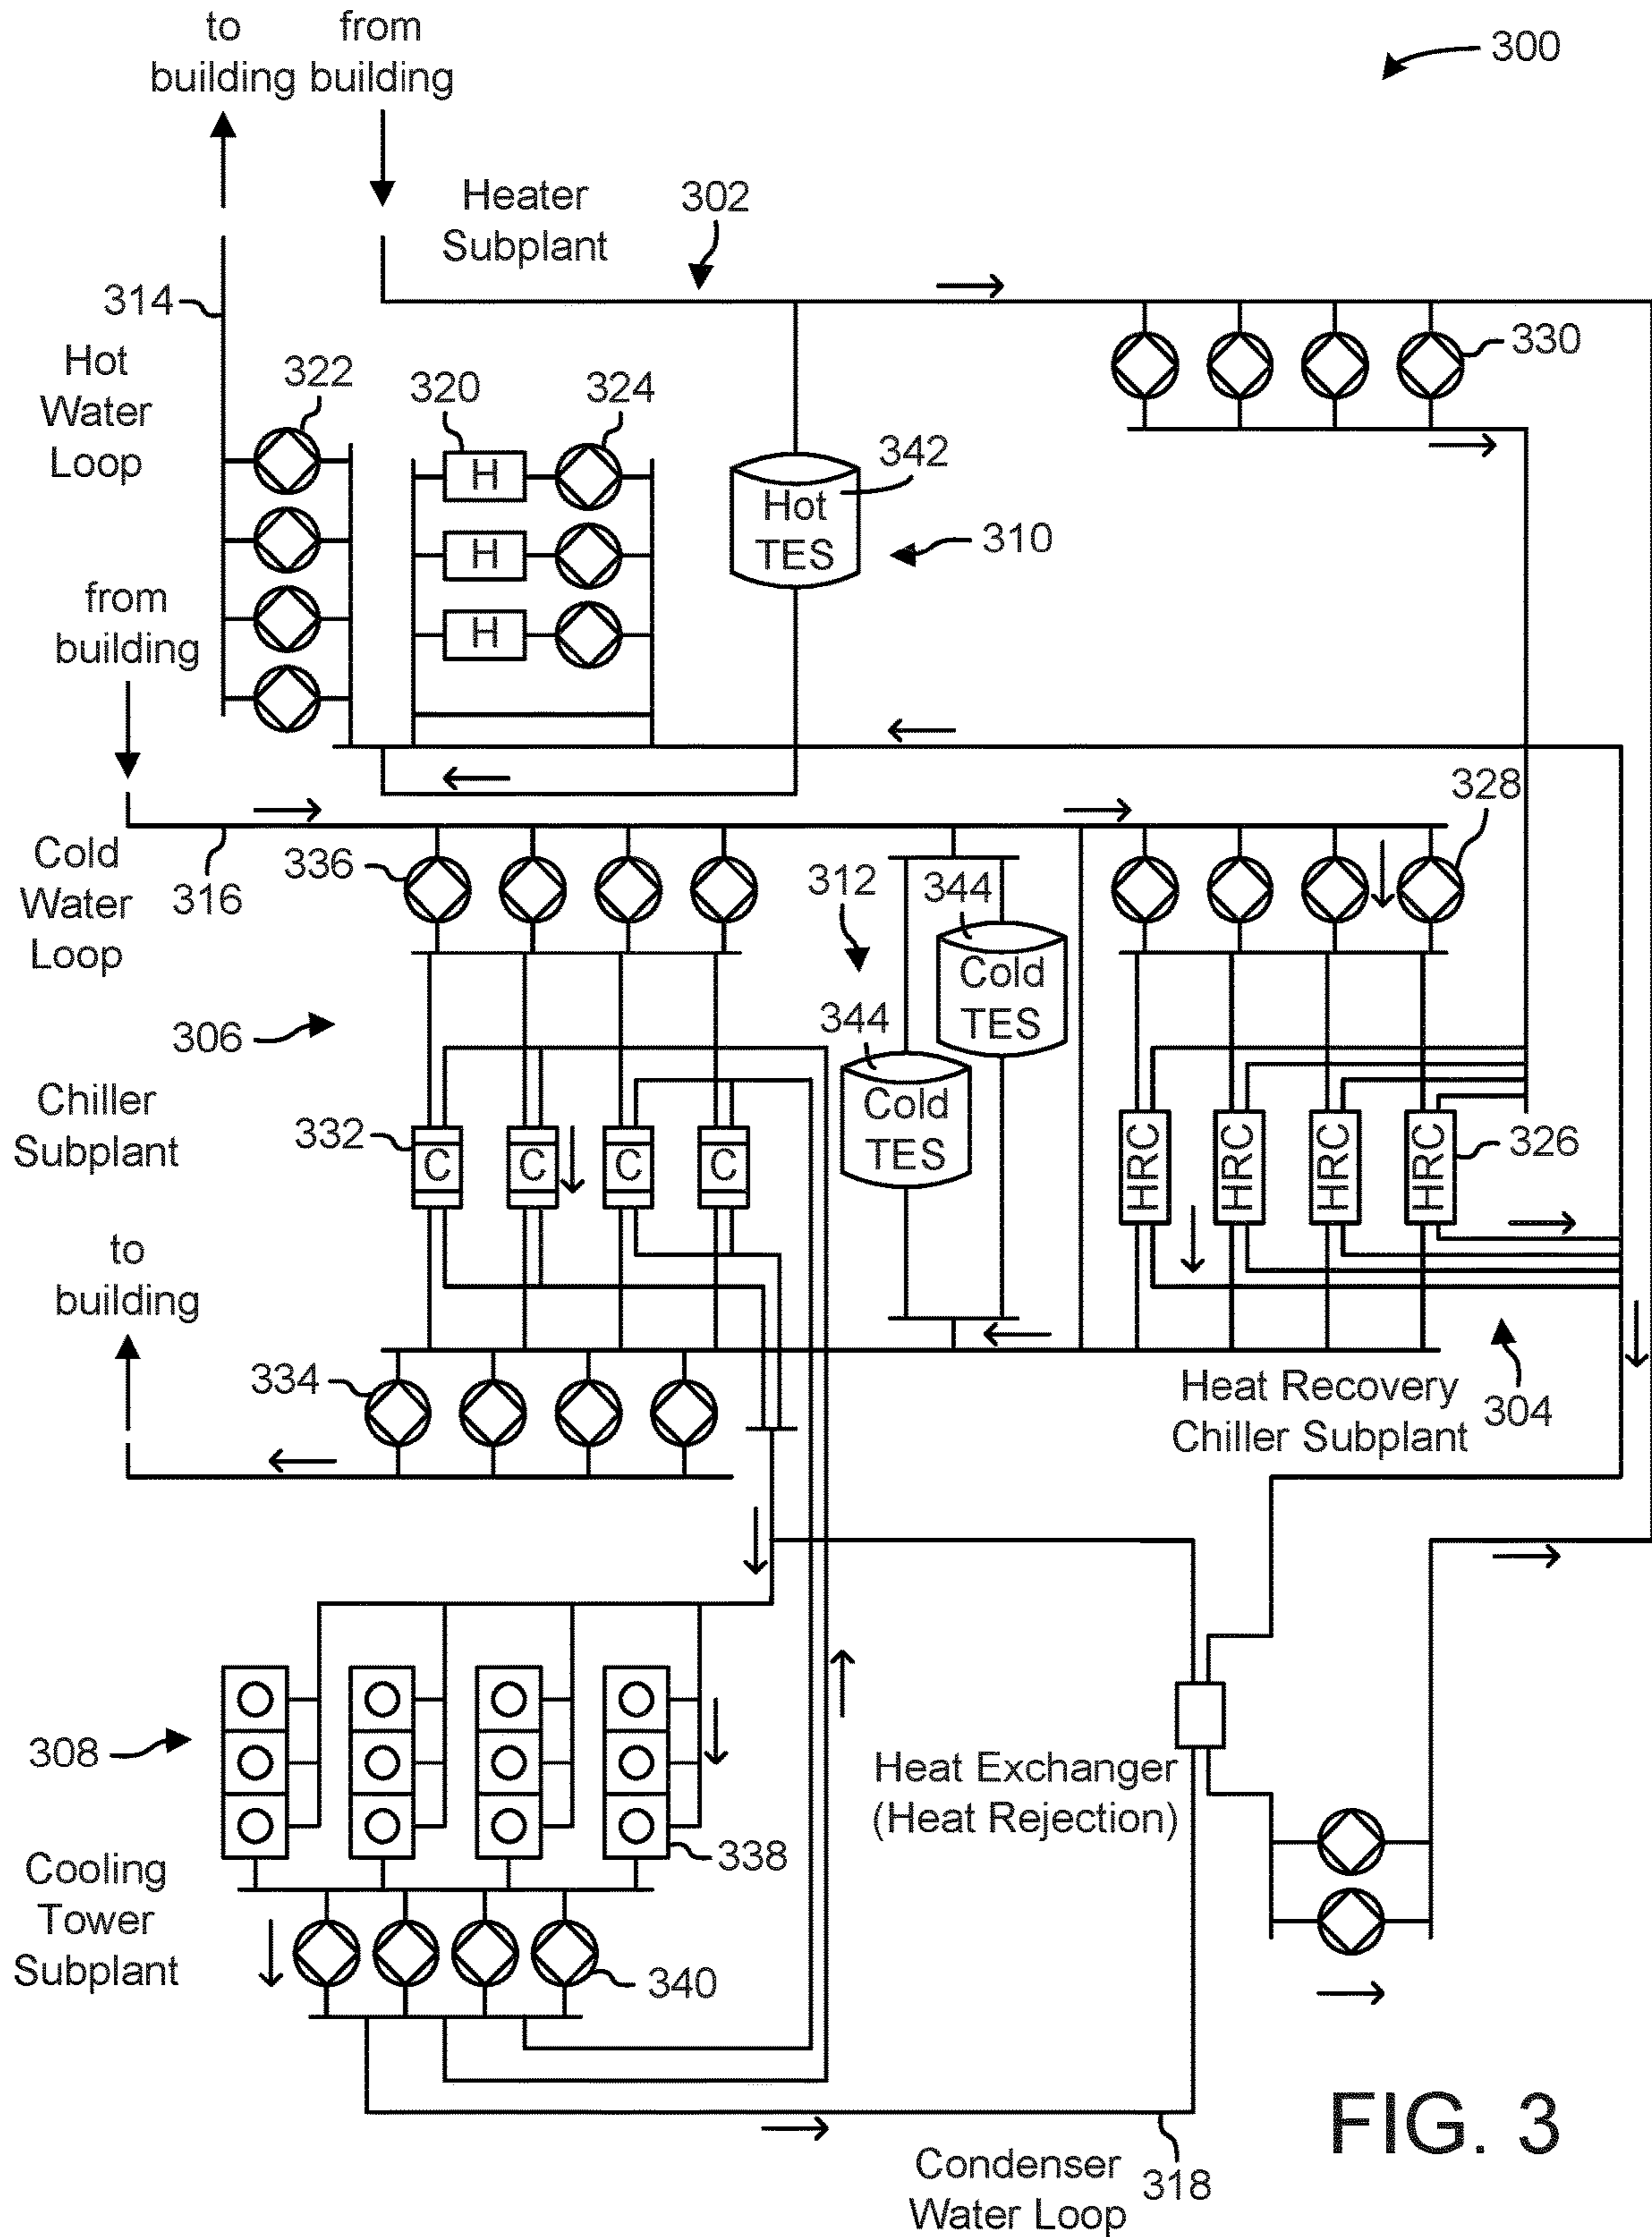 to from
building building
300
Heater
Subplant
302
314
Hot
Water
Loop
322
320
324
330
H
H
H
342
Hot
TES
310
from
building
328
Cold
Water
Loop
316
336
312
344
Cold
TES
344
Cold
TES
306
Chiller
Subplant
332
C
C
C
C
HRC
HRC
HRC
HRC
326
to
building
334
Heat Recovery
Chiller Subplant
304
308
Heat Exchanger
(Heat Rejection)
338
Cooling
Tower
Subplant
340
FIG. 3
Condenser
Water Loop
318